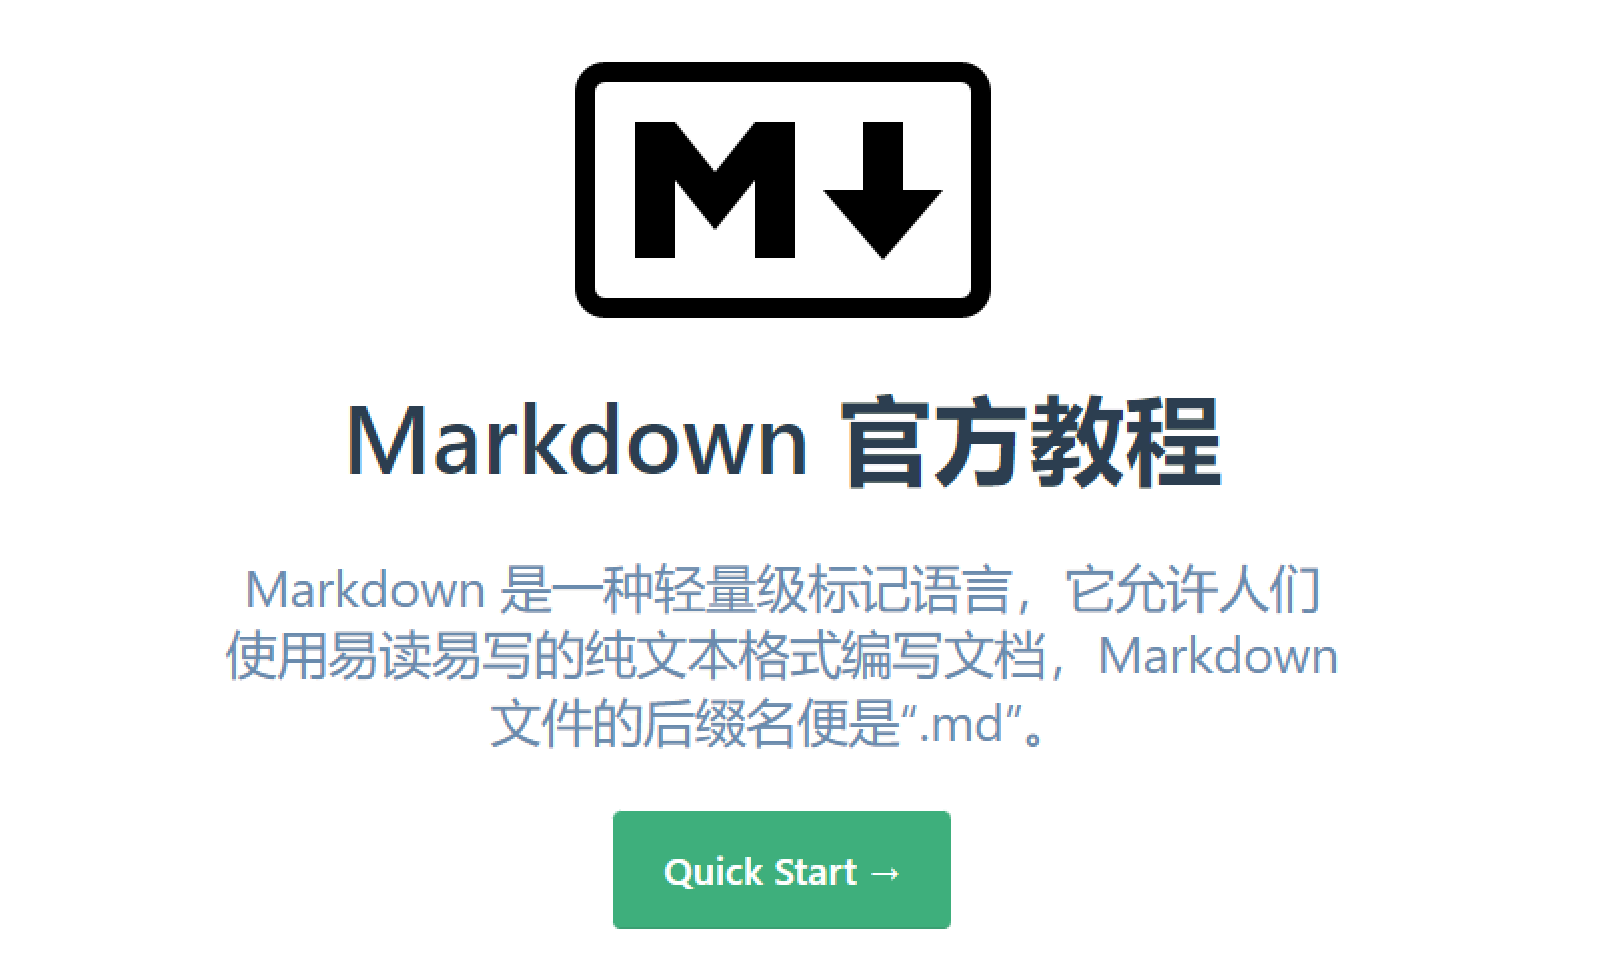 M
Markdown 官方教程
Markdown 是一种轻量级标记语言，它允许人们
使用易读易写的纯文本格式编写文档，Markdown
文件的后缀名便是“.md”。
Quick Start →